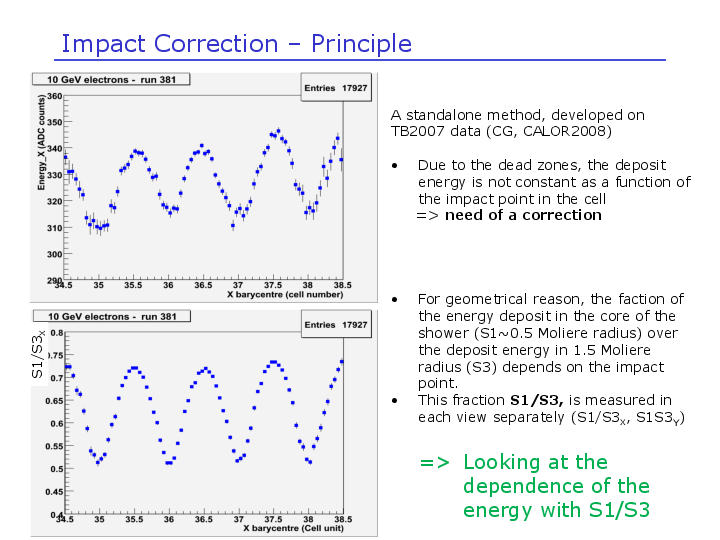 Impact Correction – Principle
10 GeV electrons - run 381
Entries 17927
Energy_X (ADC counts)
360
350
340
330
320
310
300
290
34.5 35 35.5 36 36.5 37 37.5 38 38.5
X barycentre (cell number)
A standalone method, developed on
TB2007 data (CG, CALOR2008)
• Due to the dead zones, the deposit
energy is not constant as a function of
the impact point in the cell
=> need of a correction
10 GeV electrons - run 381
Entries 17927
S1/S3X
0.8
0.75
0.7
0.65
0.6
0.55
0.5
0.45
0.4
34.5 35 35.5 36 36.5 37 37.5 38 38.5
X barycentre (Cell unit)
• For geometrical reason, the faction of
the energy deposit in the core of the
shower (S1~0.5 Moliere radius) over
the deposit energy in 1.5 Moliere
radius (S3) depends on the impact
point.
• This fraction S1/S3, is measured in
each view separately (S1/S3X, S1S3Y)
=> Looking at the
dependence of the
energy with S1/S3